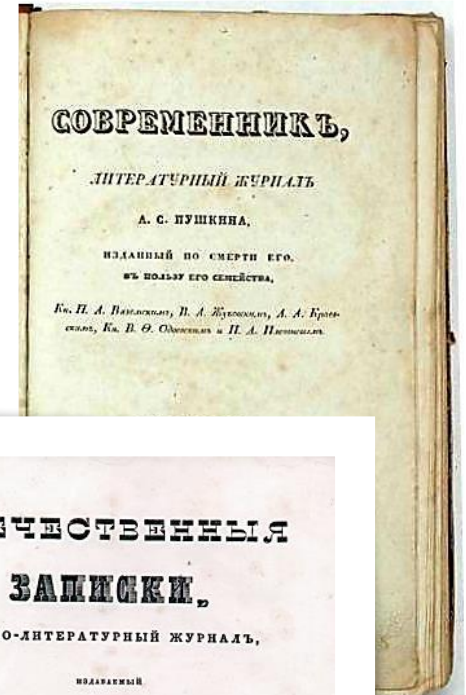 СОВРЕМЕННИКЪ,
ЛИТЕРАТУРНЫЙ ЖУРНАЛЪ
А. С. ПУШКИНА,
ИЗДАННЫЙ ПО СМЕРТИ ЕГО.
ВЪ ПОЛЬЗУ ЕГО СЕМЕЙСТВА,
Кн. П. А. Вяземскимъ, В. А. Жуковскимъ, А. А. Краев-
скимъ, Кн. В. Ѳ. Одоевскимъ и П. А. Плетневымъ
ЕЧЕСТВЕННЫЯ
ЗАПИСКИ,
О-ЛИТЕРАТУРНЫЙ ЖУРНАЛЪ,
ИЗДАВАЕМЫЙ